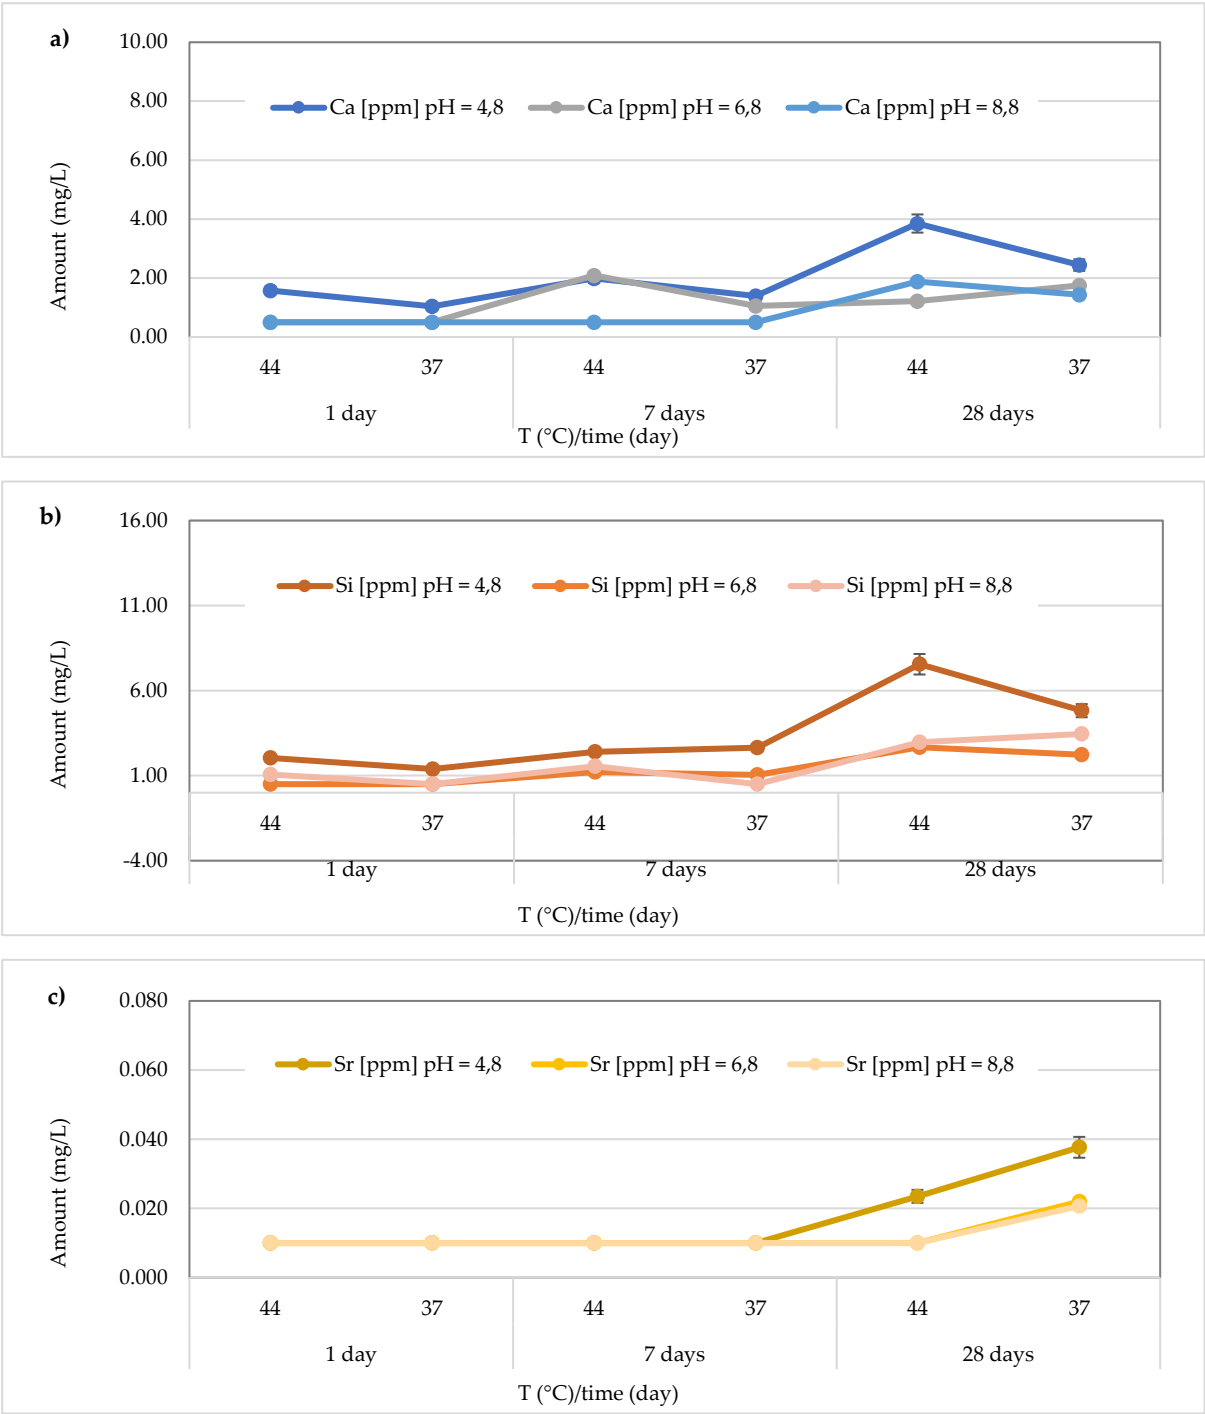 a)
10.00
8.00
Ca [ppm] pH = 4,8 Ca [ppm] pH = 6,8 Ca [ppm] pH = 8,8
6.00
4.00
2.00
0.00
Amount (mg/L)
44 37 44 37 44 37
1 day 7 days 28 days
T (°C)/time (day)
b)
16.00
Si [ppm] pH = 4,8 Si [ppm] pH = 6,8 Si [ppm] pH = 8,8
11.00
6.00
1.00
-4.00
Amount (mg/L)
44 37 44 37 44 37
1 day 7 days 28 days
T (°C)/time (day)
c)
0.080
0.060
Sr [ppm] pH = 4,8 Sr [ppm] pH = 6,8 Sr [ppm] pH = 8,8
0.040
0.020
0.000
Amount (mg/L)
44 37 44 37 44 37
1 day 7 days 28 days
T (°C)/time (day)